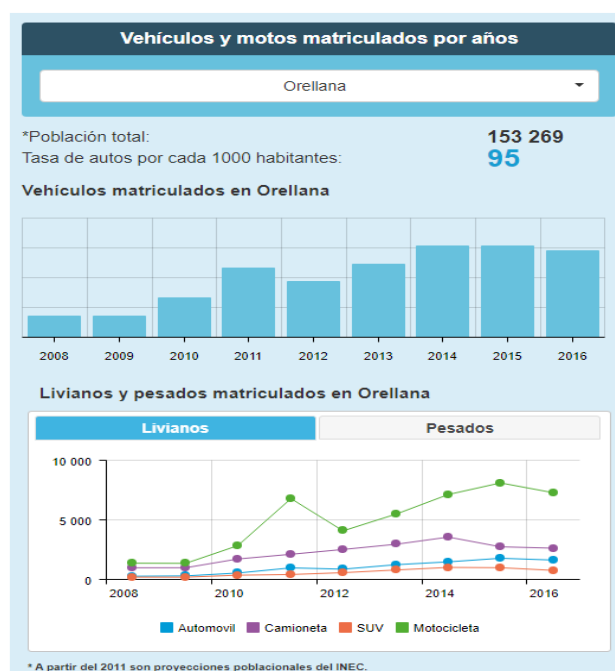 Vehículos y motos matriculados por años
Orellana
*Población total: 153 269
Tasa de autos por cada 1000 habitantes: 95
Vehículos matriculados en Orellana
2008 2009 2010 2011 2012 2013 2014 2015 2016
Livianos y pesados matriculados en Orellana
Livianos Pesados
10 000
5 000
0
2008 2010 2012 2014 2016
Automovil Camioneta SUV Motocicleta
* A partir del 2011 son proyecciones poblacionales del INEC.